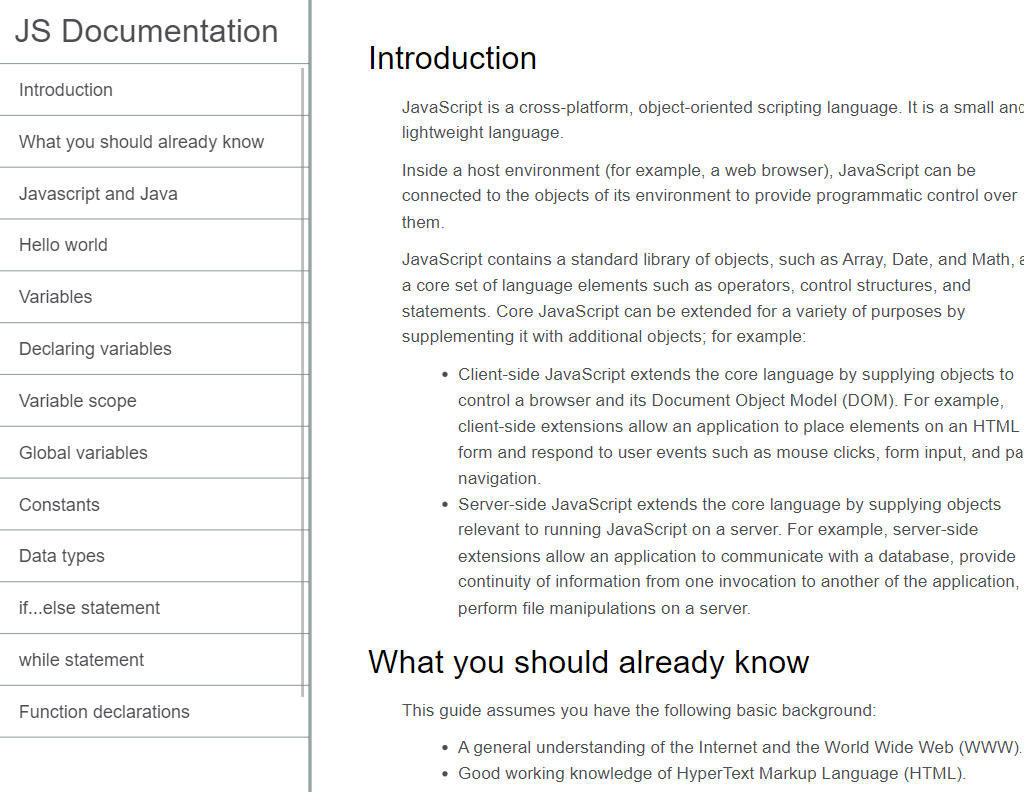 JS Documentation
Introduction
What you should already know
Javascript and Java
Hello world
Variables
Declaring variables
Variable scope
Global variables
Constants
Data types
if...else statement
while statement
Function declarations
Introduction
JavaScript is a cross-platform, object-oriented scripting language. It is a small and
lightweight language.
Inside a host environment (for example, a web browser), JavaScript can be
connected to the objects of its environment to provide programmatic control over
them.
JavaScript contains a standard library of objects, such as Array, Date, and Math,
a core set of language elements such as operators, control structures, and
statements. Core JavaScript can be extended for a variety of purposes by
supplementing it with additional objects; for example:
• Client-side JavaScript extends the core language by supplying objects to
control a browser and its Document Object Model (DOM). For example,
client-side extensions allow an application to place elements on an HTML
form and respond to user events such as mouse clicks, form input, and
navigation.
• Server-side JavaScript extends the core language by supplying objects
relevant to running JavaScript on a server. For example, server-side
extensions allow an application to communicate with a database, provide
continuity of information from one invocation to another of the application,
perform file manipulations on a server.
What you should already know
This guide assumes you have the following basic background:
• A general understanding of the Internet and the World Wide Web (WWW).
• Good working knowledge of HyperText Markup Language (HTML).